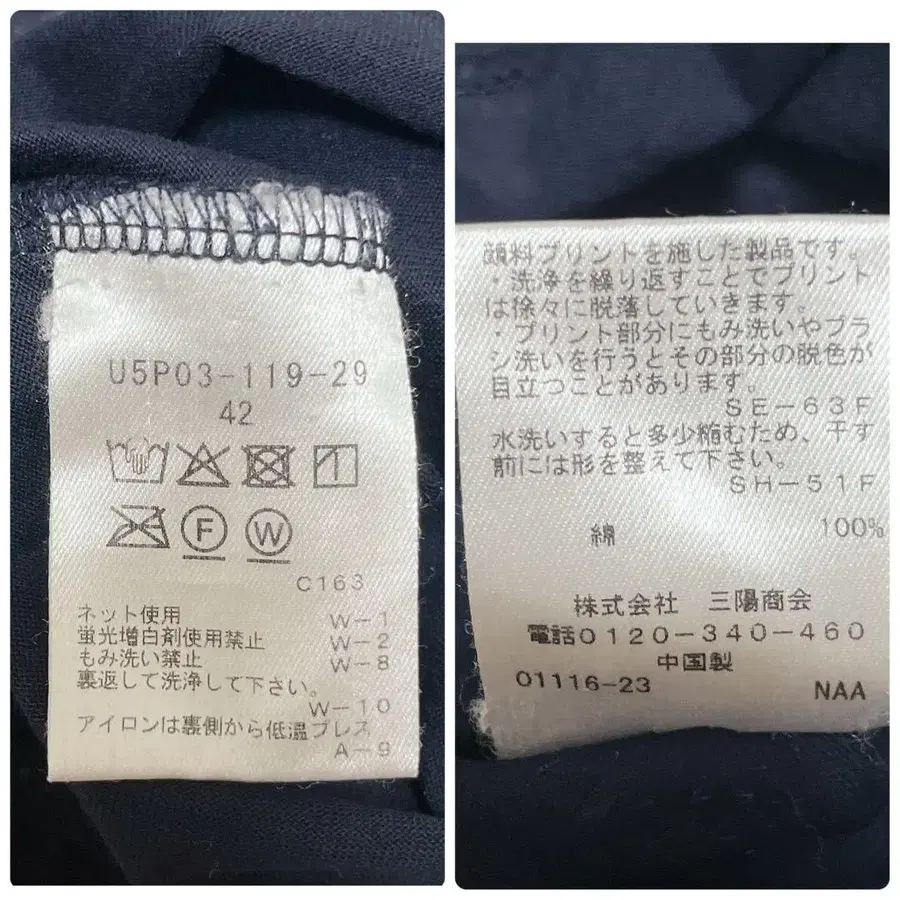 U5P03-119-29
42
F W
C163
ネット使用 W-1
蛍光増白剤使用禁止 W-2
もみ洗い禁止 W-8
裏返して洗浄して下さい。
W-10
アイロンは裏側から低温プレス
A-9
顔料プリントを施した製品です。
・洗浄を繰り返すことでプリント
は徐々に脱落していきます。
・プリント部分にもみ洗いやブラ
シ洗いを行うとその部分の脱色が
目立つことがあります。
SE-63F
水洗いすると多少縮むため、干す
前には形を整えて下さい。
SH-51F
綿 100%
株式会社 三陽商会
電話0120-340-460
中国製
01116-23 NAA